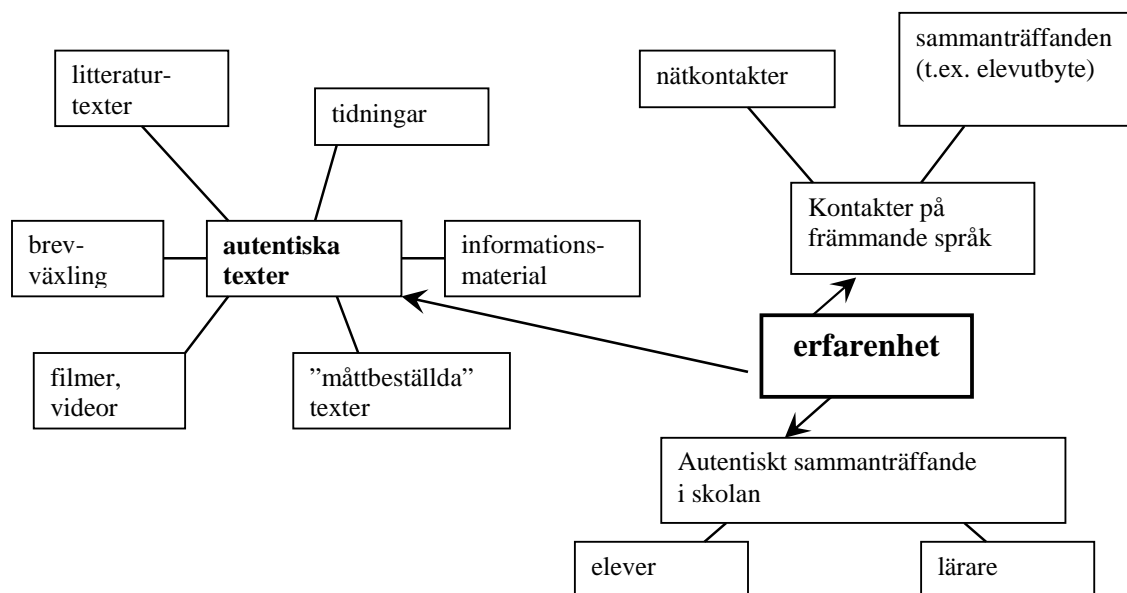 litteratur-
texter
tidningar
nätkontakter
sammanträffanden
(t.ex. elevutbyte)
brev-
växling
autentiska
texter
informations-
material
Kontakter på
främmande språk
filmer,
videor
”måttbeställda”
texter
erfarenhet
Autentiskt sammanträffande
i skolan
elever
lärare